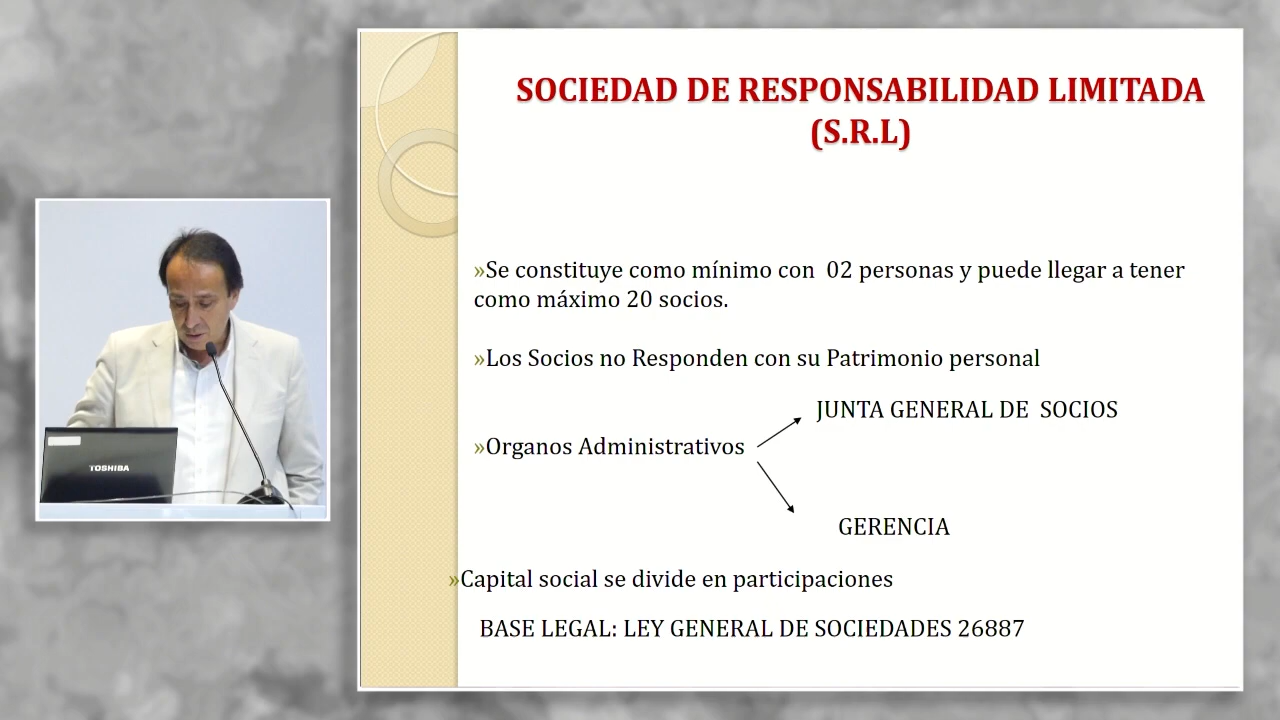 SOCIEDAD DE RESPONSABILIDAD LIMITADA
(S.R.L)
»Se constituye como mínimo con 02 personas y puede llegar a tener
como máximo 20 socios.
»Los Socios no Responden con su Patrimonio personal
JUNTA GENERAL DE SOCIOS
»Organos Administrativos
GERENCIA
»Capital social se divide en participaciones
BASE LEGAL: LEY GENERAL DE SOCIEDADES 26887
TOSHIBA